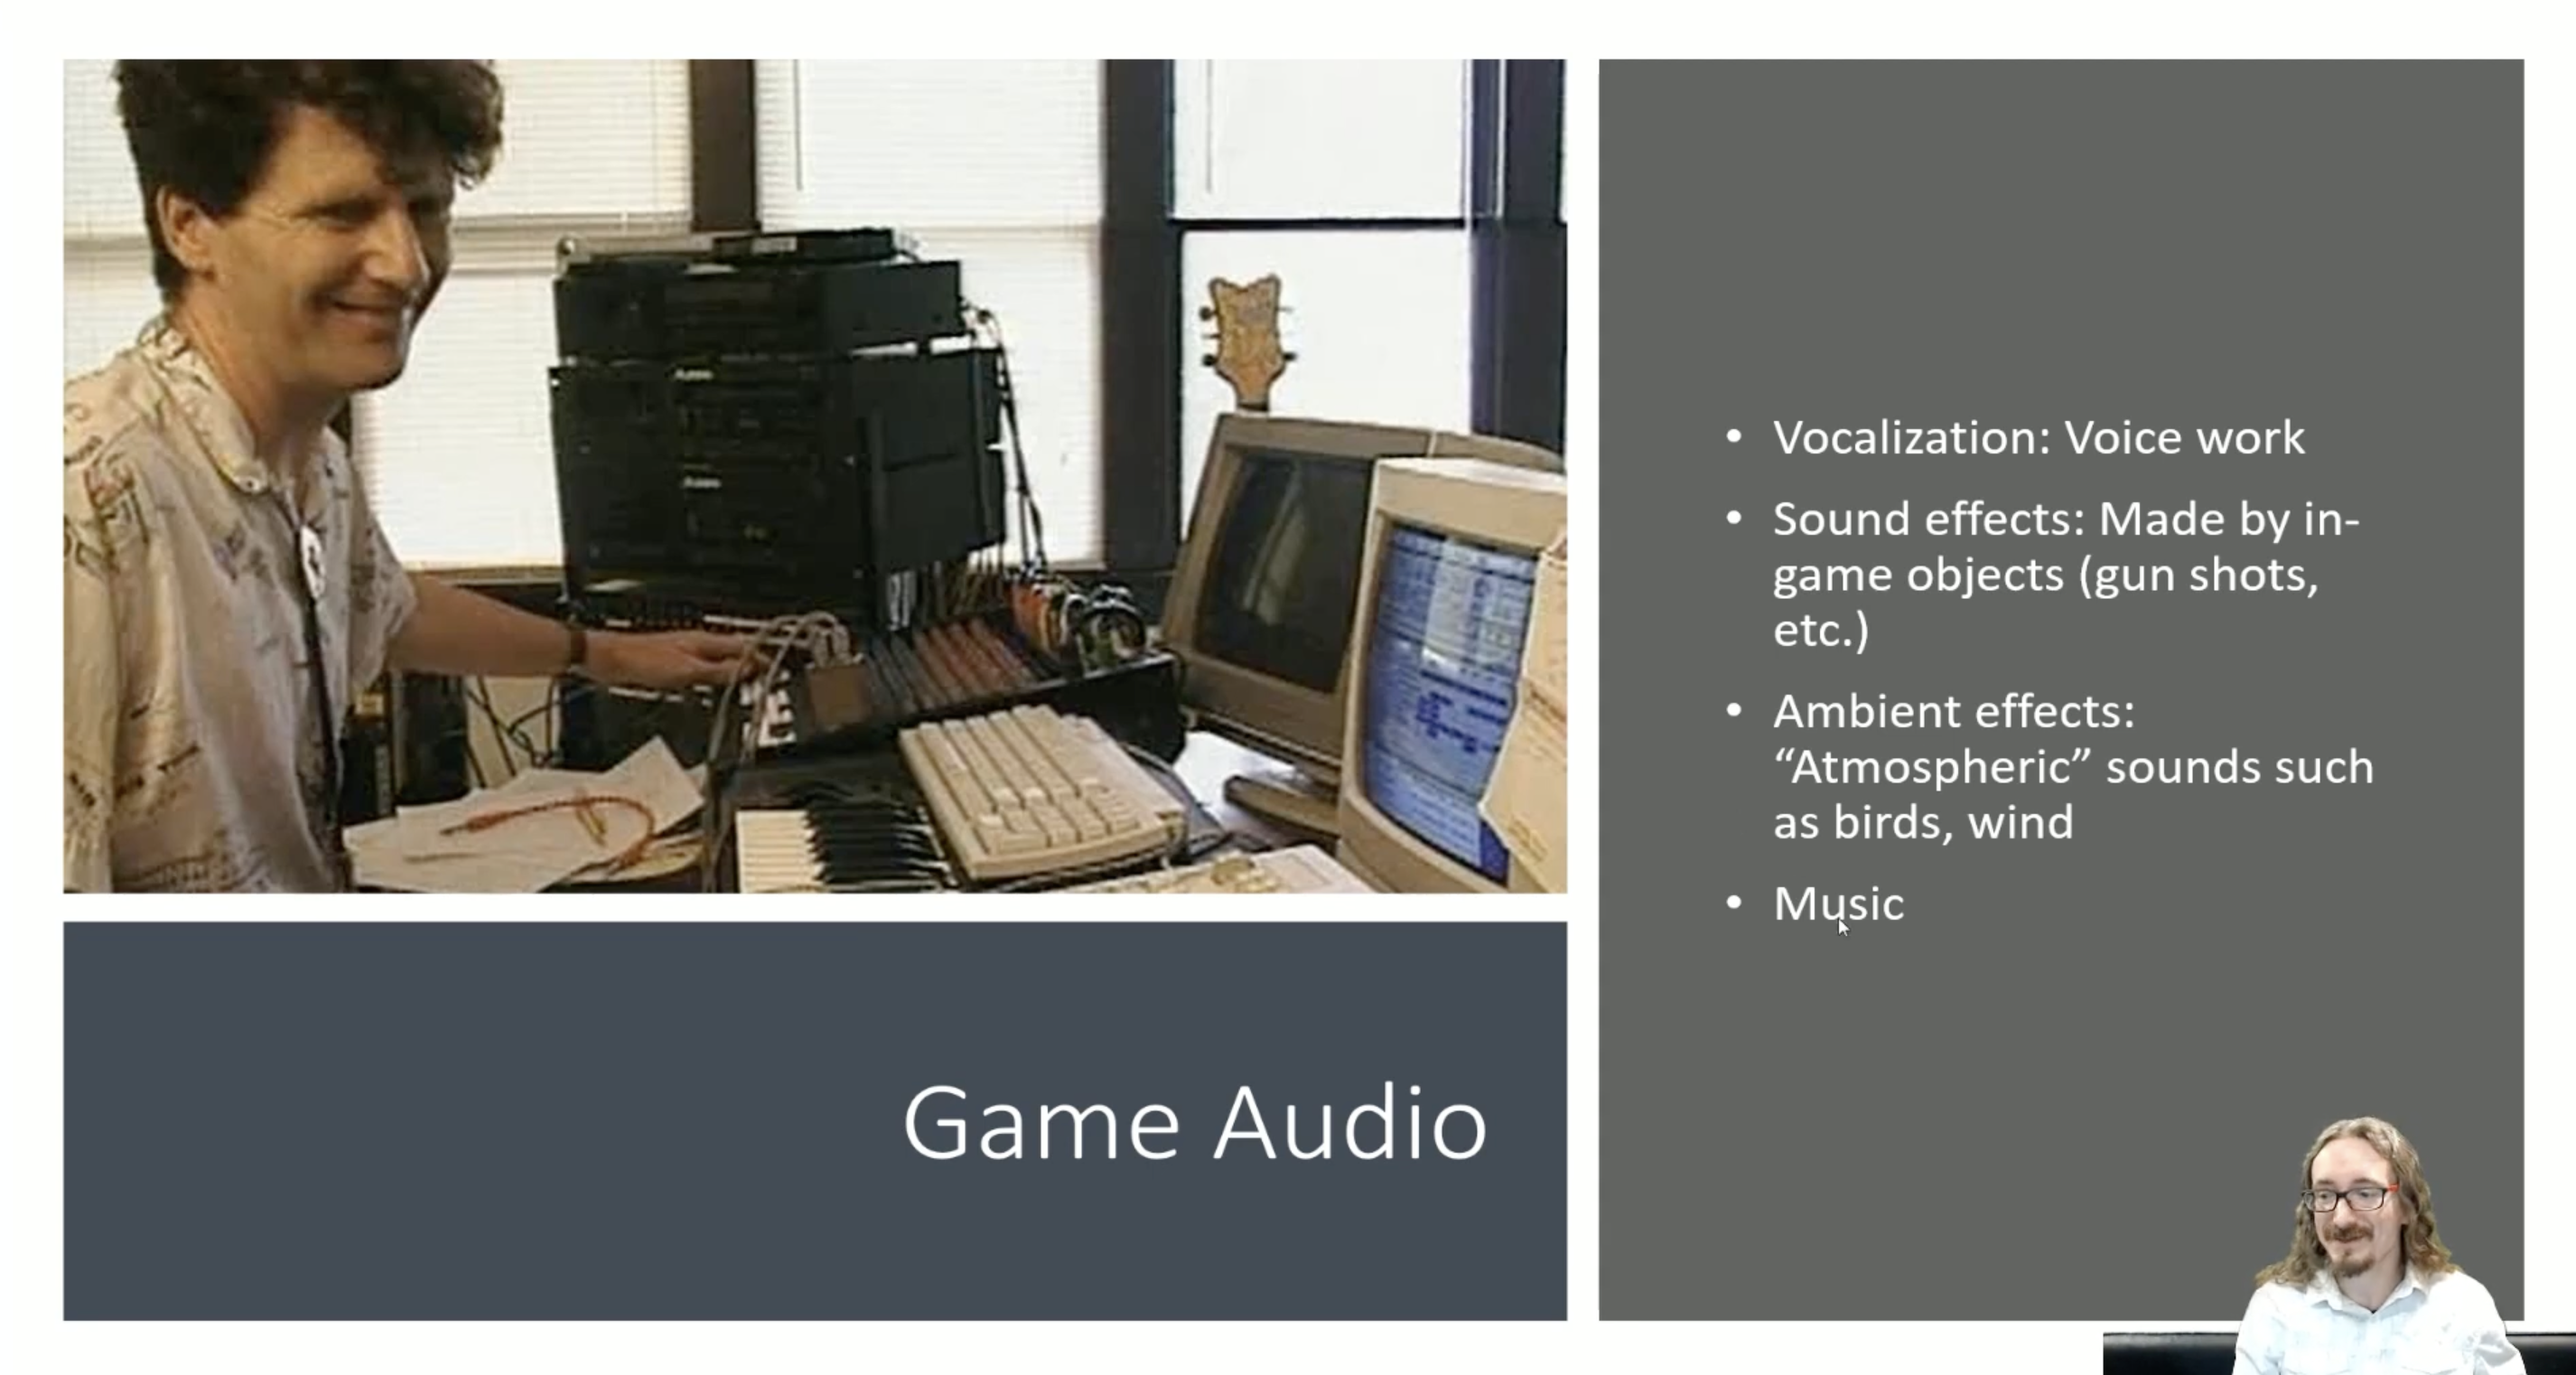 • Vocalization: Voice work
• Sound effects: Made by in-
game objects (gun shots,
etc.)
• Ambient effects:
“Atmospheric” sounds such
as birds, wind
• Music
Game Audio